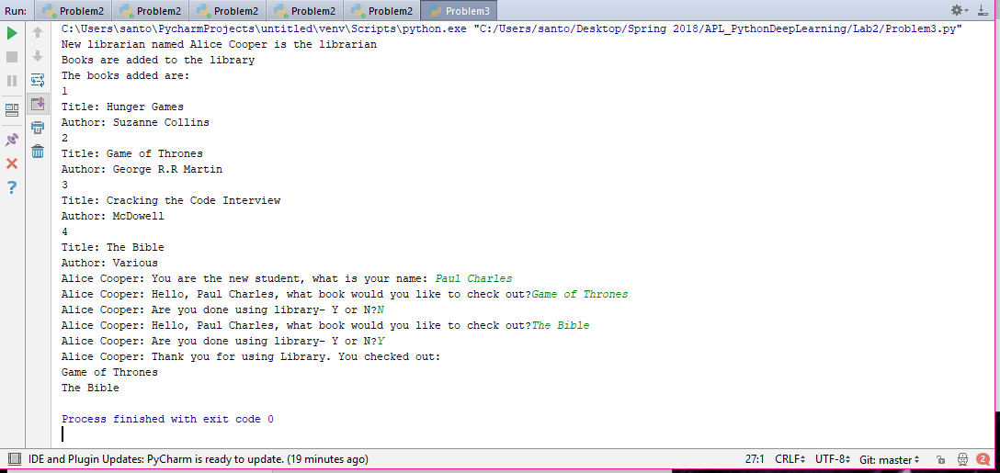 Run: Problem2 Problem2 Problem2 Problem2 Problem2 Problem3
C:\Users\santo\PycharmProjects\untitled\venv\Scripts\python.exe "C:/Users/santo/Desktop/Spring 2018/APL_PythonDeepLearning/Lab2/Problem3.py"
New librarian named Alice Cooper is the librarian
Books are added to the library
The books added are:
1
Title: Hunger Games
Author: Suzanne Collins
2
Title: Game of Thrones
Author: George R.R Martin
3
Title: Cracking the Code Interview
Author: McDowell
4
Title: The Bible
Author: Various
Alice Cooper: You are the new student, what is your name: Paul Charles
Alice Cooper: Hello, Paul Charles, what book would you like to check out?Game of Thrones
Alice Cooper: Are you done using library- Y or N?N
Alice Cooper: Hello, Paul Charles, what book would you like to check out?The Bible
Alice Cooper: Are you done using library- Y or N?Y
Alice Cooper: Thank you for using Library. You checked out:
Game of Thrones
The Bible
Process finished with exit code 0
IDE and Plugin Updates: PyCharm is ready to update. (19 minutes ago) 27:1 CRLF UTF-8 Git: master 2